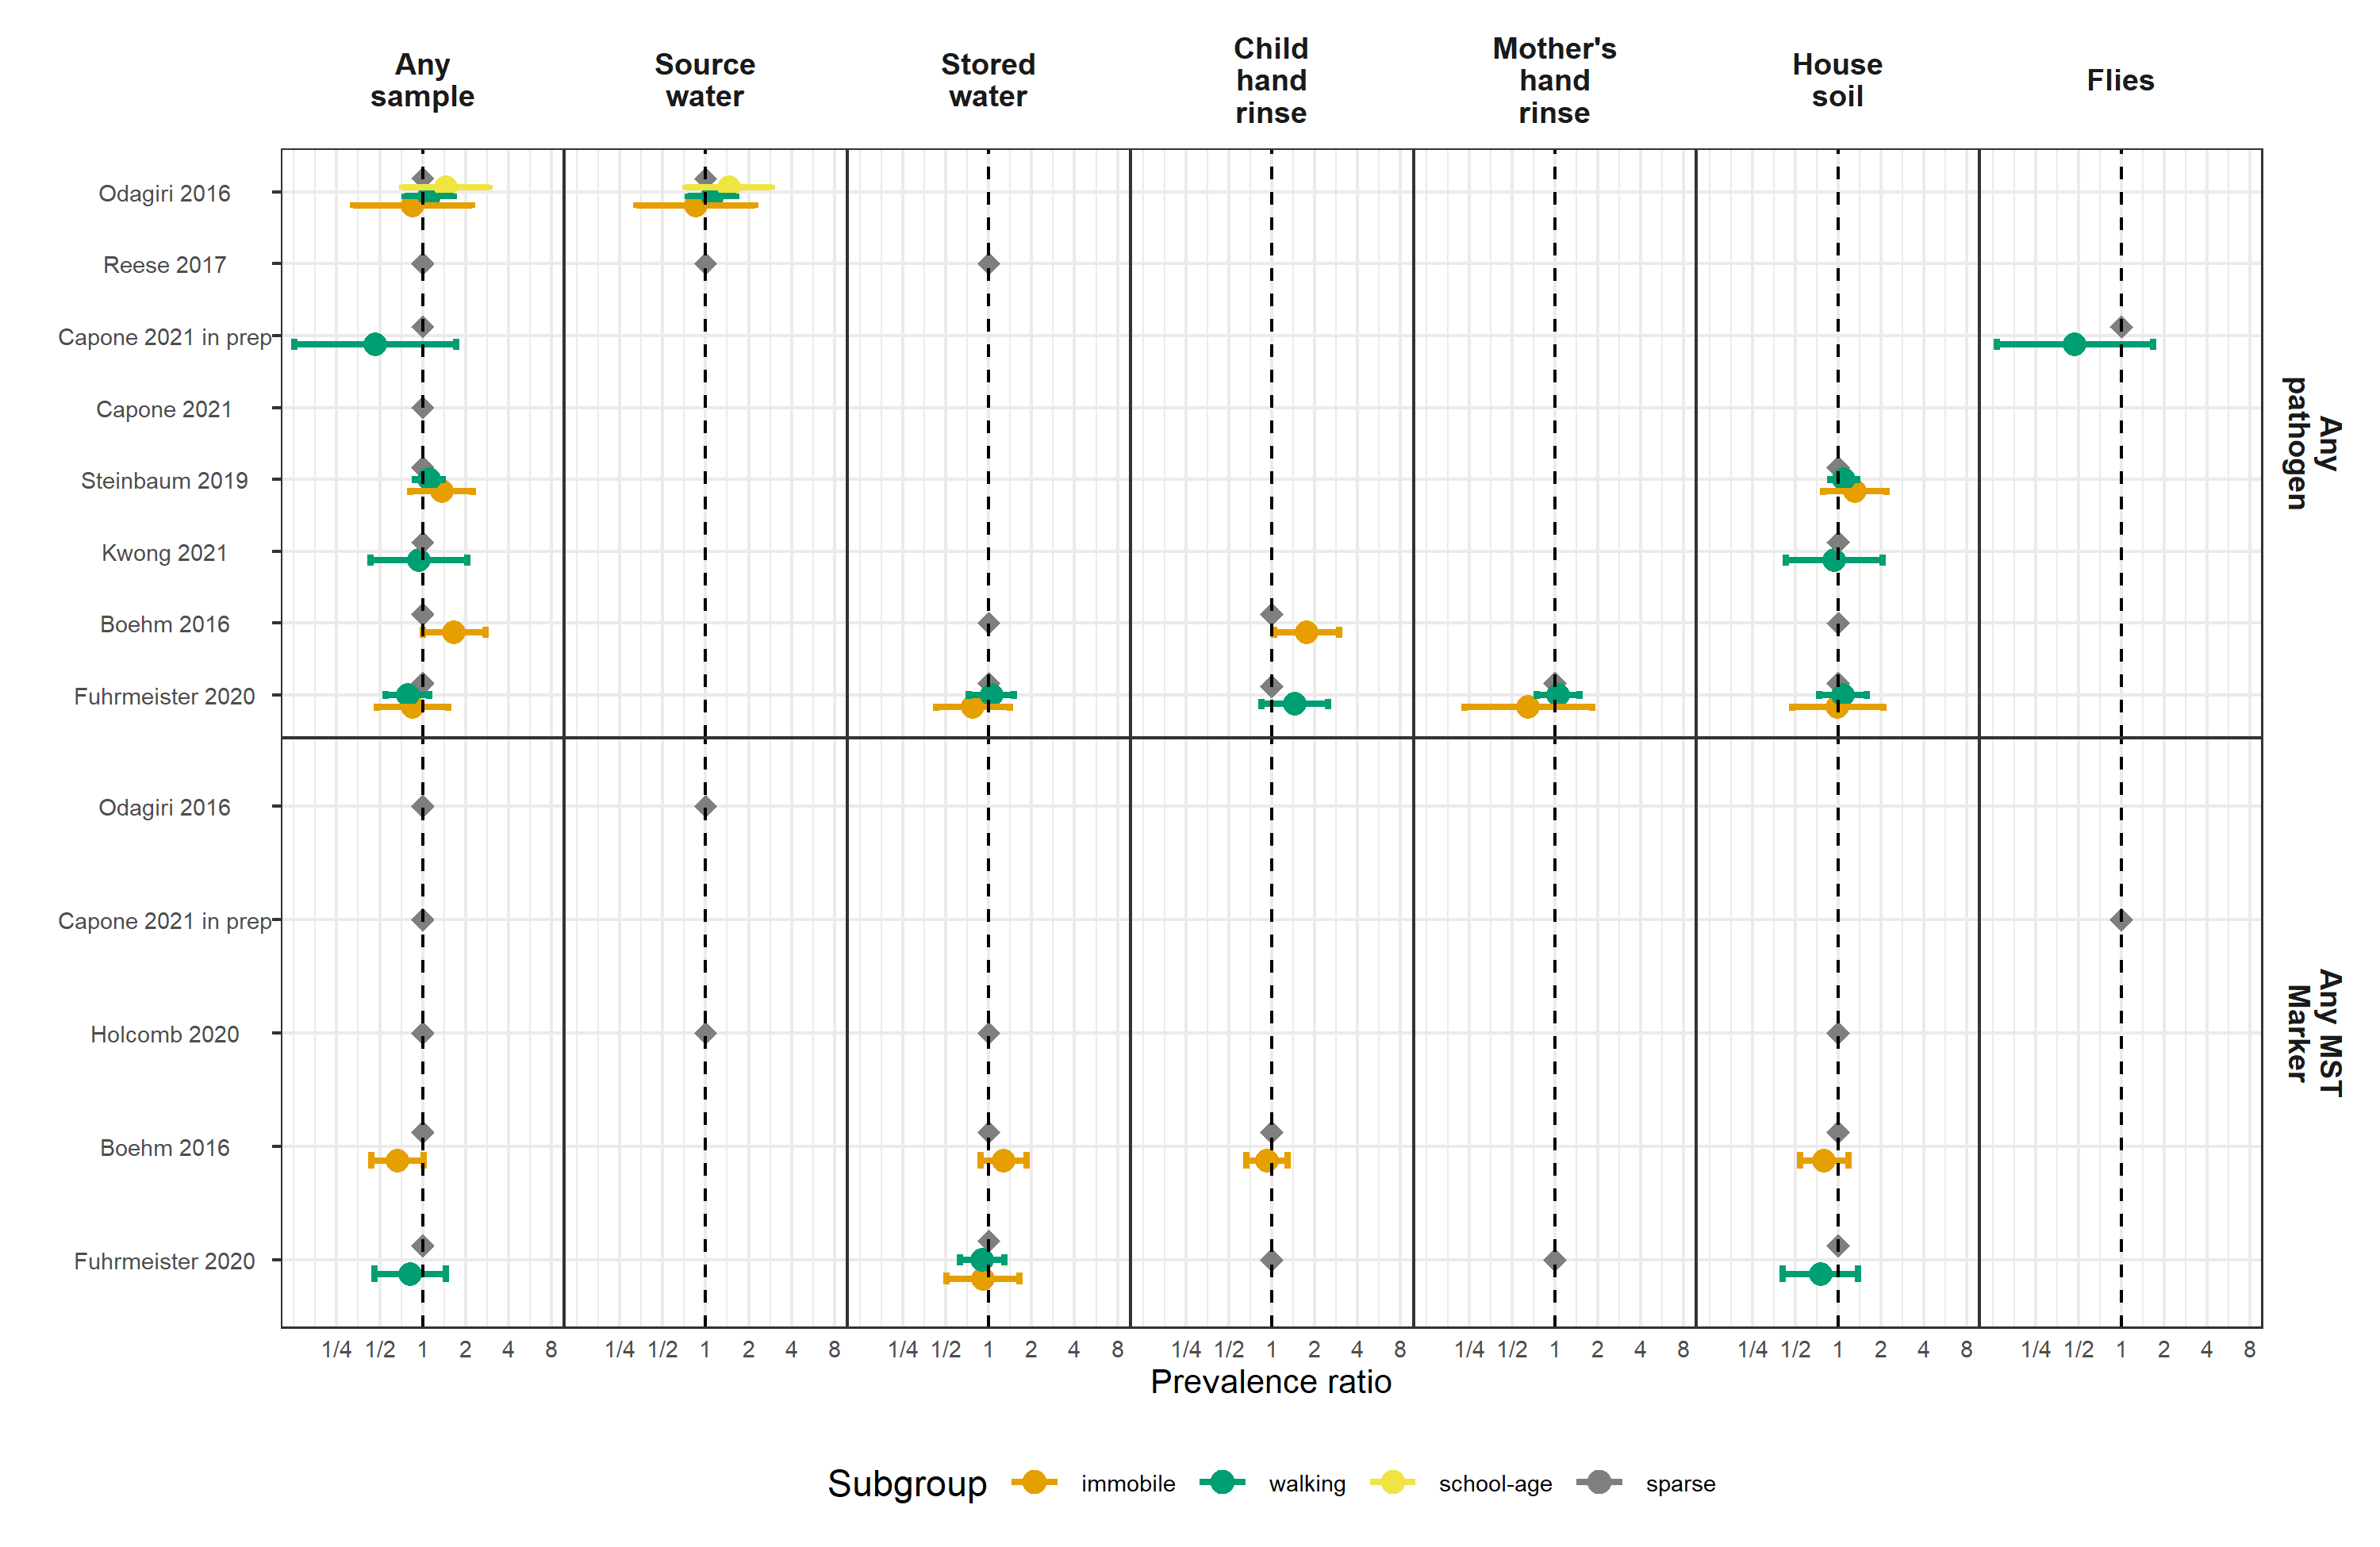 Any
sample
Source
water
Stored
water
Child
hand
rinse
Mother's
hand
rinse
House
soil
Flies
Odagiri 2016
Reese 2017
Capone 2021 in prep
Capone 2021
Steinbaum 2019
Kwong 2021
Boehm 2016
Fuhrmeister 2020
Any
pathogen
Odagiri 2016
Capone 2021 in prep
Holcomb 2020
Boehm 2016
Fuhrmeister 2020
Any MST
Marker
1/4 1/2 1 2 4 8 1/4 1/2 1 2 4 8 1/4 1/2 1 2 4 8 1/4 1/2 1 2 4 8 1/4 1/2 1 2 4 8 1/4 1/2 1 2 4 8 1/4 1/2 1 2 4 8
Prevalence ratio
Subgroup immobile walking school-age sparse